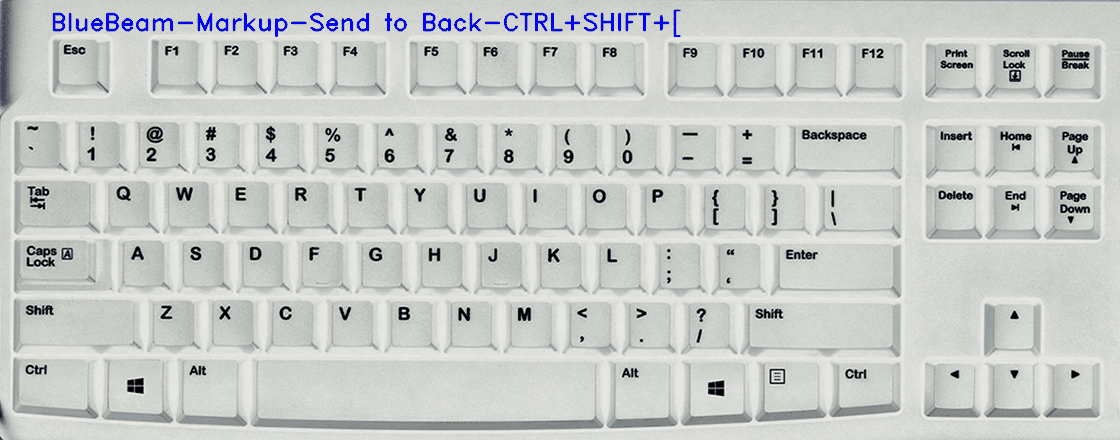 BlueBeam-Markup-Send to Back-CTRL+SHIFT+[
Esc F1 F2 F3 F4 F5 F6 F7 F8 F9 F10 F11 F12 Print Screen Scroll Lock Pause Break
~ ! @ # $ % ^ & * ( ) — + Backspace Insert Home Page Up
` 1 2 3 4 5 6 7 8 9 0 - =
Tab Q W E R T Y U I O P { } | Delete End Page Down
[ ] \
Caps Lock A S D F G H J K L : “ Enter
; ‘
Shift Z X C V B N M < > ? Shift
, . /
Ctrl Alt Alt Ctrl